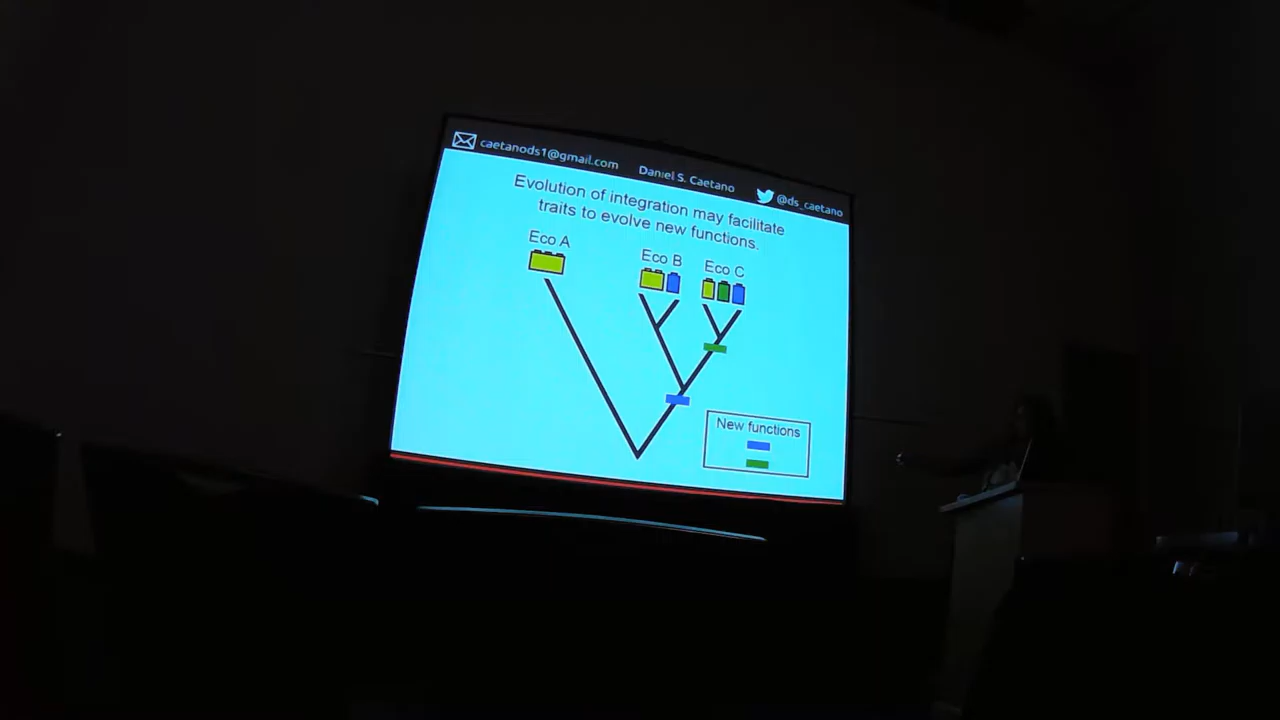 caetanods1@gmail.com Daniel S. Caetano @ds_caetano
Evolution of integration may facilitate
traits to evolve new functions.
Eco A Eco B Eco C
New functions